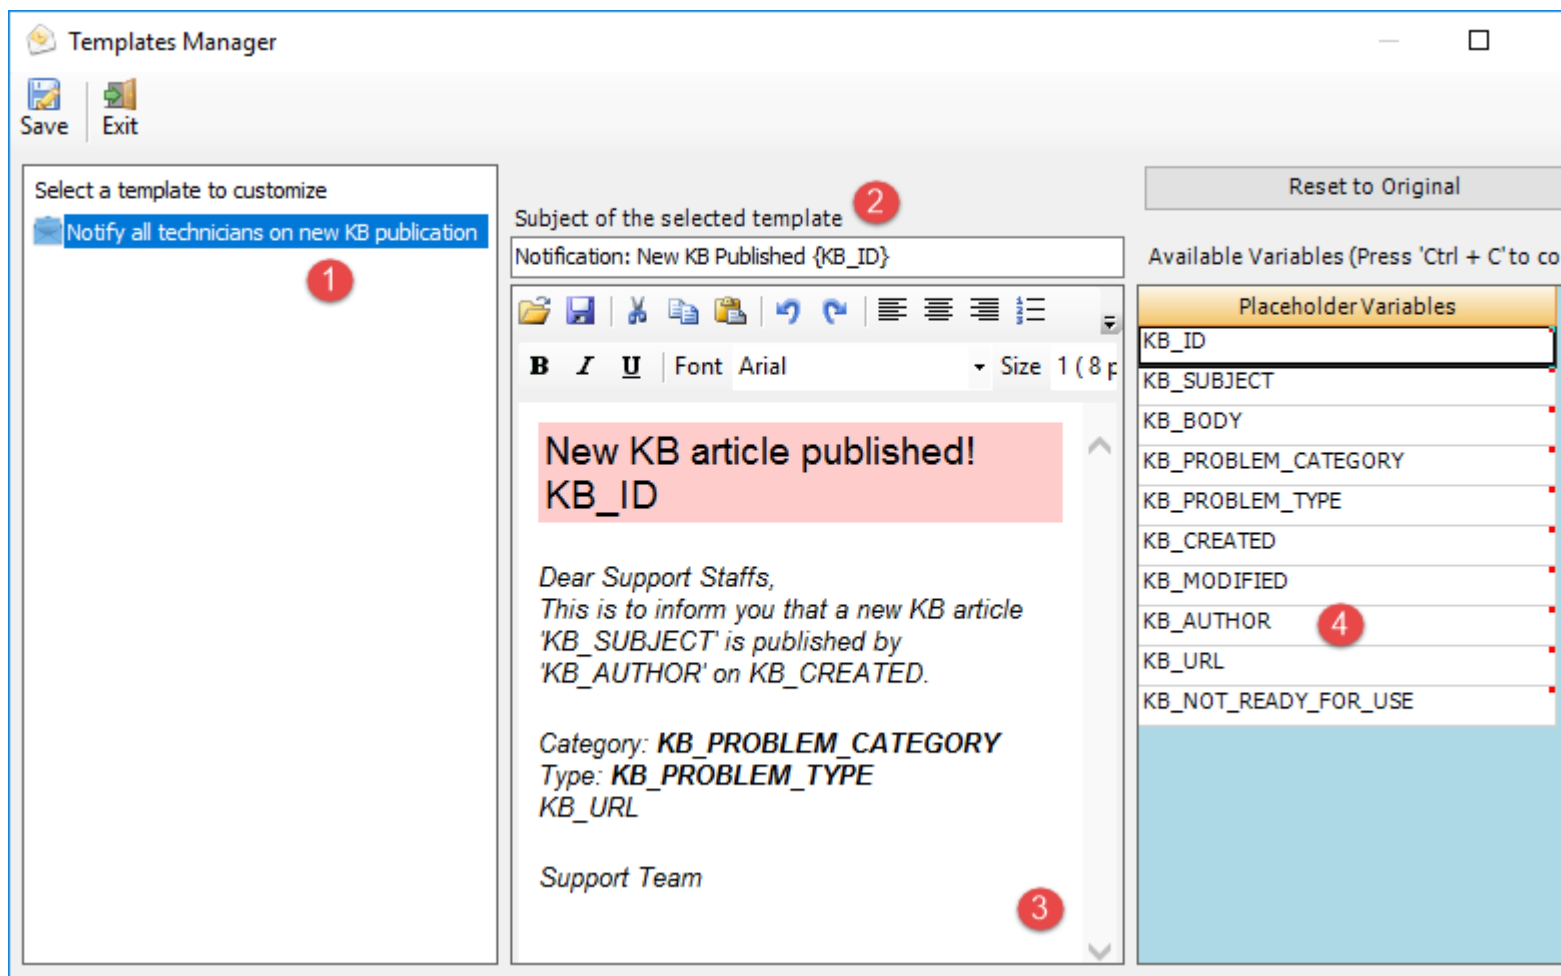 Templates Manager
Save
Exit
Select a template to customize
Notify all technicians on new KB publication
1
Subject of the selected template
2
Notification: New KB Published {KB_ID}
B I U Font Arial Size 1 ( 8 p
New KB article published!
KB_ID
Dear Support Staffs,
This is to inform you that a new KB article
'KB_SUBJECT' is published by
'KB_AUTHOR' on KB_CREATED.
Category: KB_PROBLEM_CATEGORY
Type: KB_PROBLEM_TYPE
KB_URL
Support Team
3
Reset to Original
Available Variables (Press 'Ctrl + C' to co
Placeholder Variables
KB_ID
KB_SUBJECT
KB_BODY
KB_PROBLEM_CATEGORY
KB_PROBLEM_TYPE
KB_CREATED
KB_MODIFIED
KB_AUTHOR
4
KB_URL
KB_NOT_READY_FOR_USE